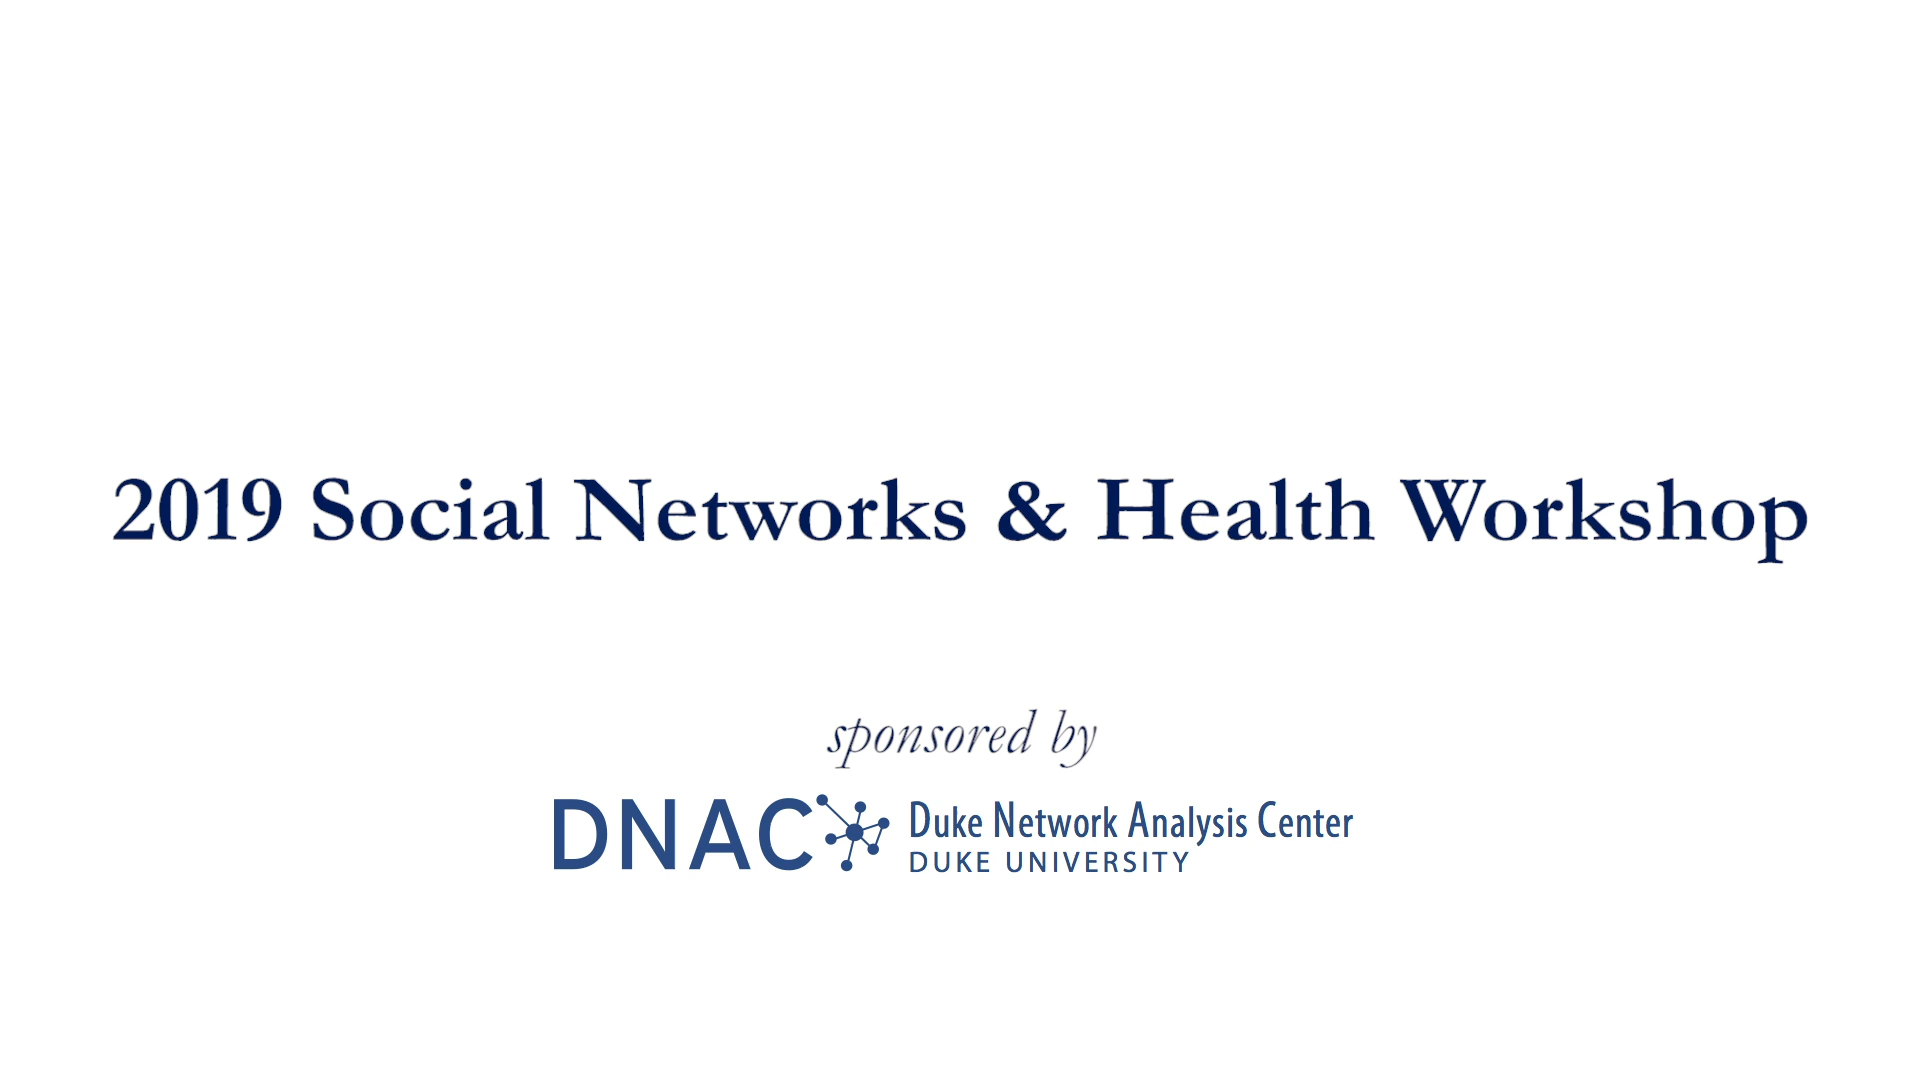 2019 Social Networks & Health Workshop
sponsored by
DNAC
Duke Network Analysis Center
DUKE UNIVERSITY